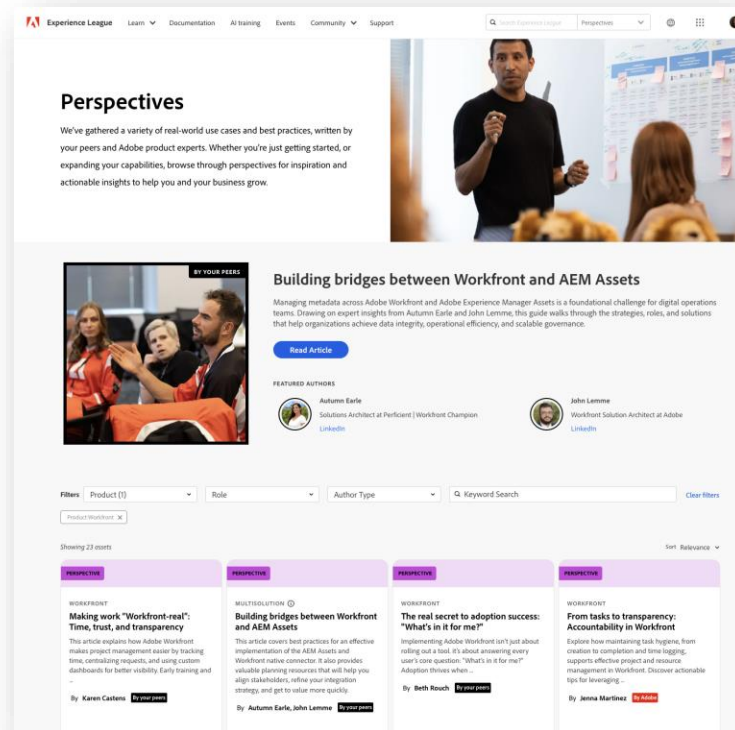 Experience League Learn Documentation AI training Events Community Support Search Experience League Perspectives
Perspectives
We've gathered a variety of real-world use cases and best practices, written by
your peers and Adobe product experts. Whether you're just getting started, or
expanding your capabilities, browse through perspectives for inspiration and
actionable insights to help you and your business grow.
BY YOUR PEERS
Building bridges between Workfront and AEM Assets
Managing metadata across Adobe Workfront and Adobe Experience Manager Assets is a foundational challenge for digital operations
teams. Drawing on expert insights from Autumn Earle and John Lemme, this guide walks through the strategies, roles, and solutions
that help organizations achieve data integrity, operational efficiency, and scalable governance.
Read Article
FEATURED AUTHORS
Autumn Earle
Solutions Architect at Perficient | Workfront Champion
LinkedIn
John Lemme
Workfront Solution Architect at Adobe
LinkedIn
Filters Product (1) Role Author Type Keyword Search Clear filters
Product: Workfront X
Showing 23 assets Sort Relevance
PERSPECTIVE
WORKFRONT
Making work "Workfront-real":
Time, trust, and transparency
This article explains how Adobe Workfront
makes project management easier by tracking
time, centralizing requests, and using custom
dashboards for better visibility. Early training and
...
By Karen Castens By your peers
PERSPECTIVE
MULTISOLUTION
Building bridges between Workfront
and AEM Assets
This article covers best practices for an effective
implementation of the AEM Assets and
Workfront native connector. It also provides
valuable planning resources that will help you
align stakeholders, refine your integration
strategy, and get to value more quickly.
By Autumn Earle, John Lemme By your peers
PERSPECTIVE
WORKFRONT
The real secret to adoption success:
"What's in it for me?"
Implementing Adobe Workfront isn't just about
rolling out a tool. it's about answering every
user's core question: "What's in it for me?"
Adoption thrives when ...
By Beth Rouch By your peers
PERSPECTIVE
WORKFRONT
From tasks to transparency:
Accountability in Workfront
Explore how maintaining task hygiene, from
creation to completion and time logging,
supports effective project and resource
management in Workfront. Discover actionable
tips for leveraging ...
By Jenna Martinez By Adobe